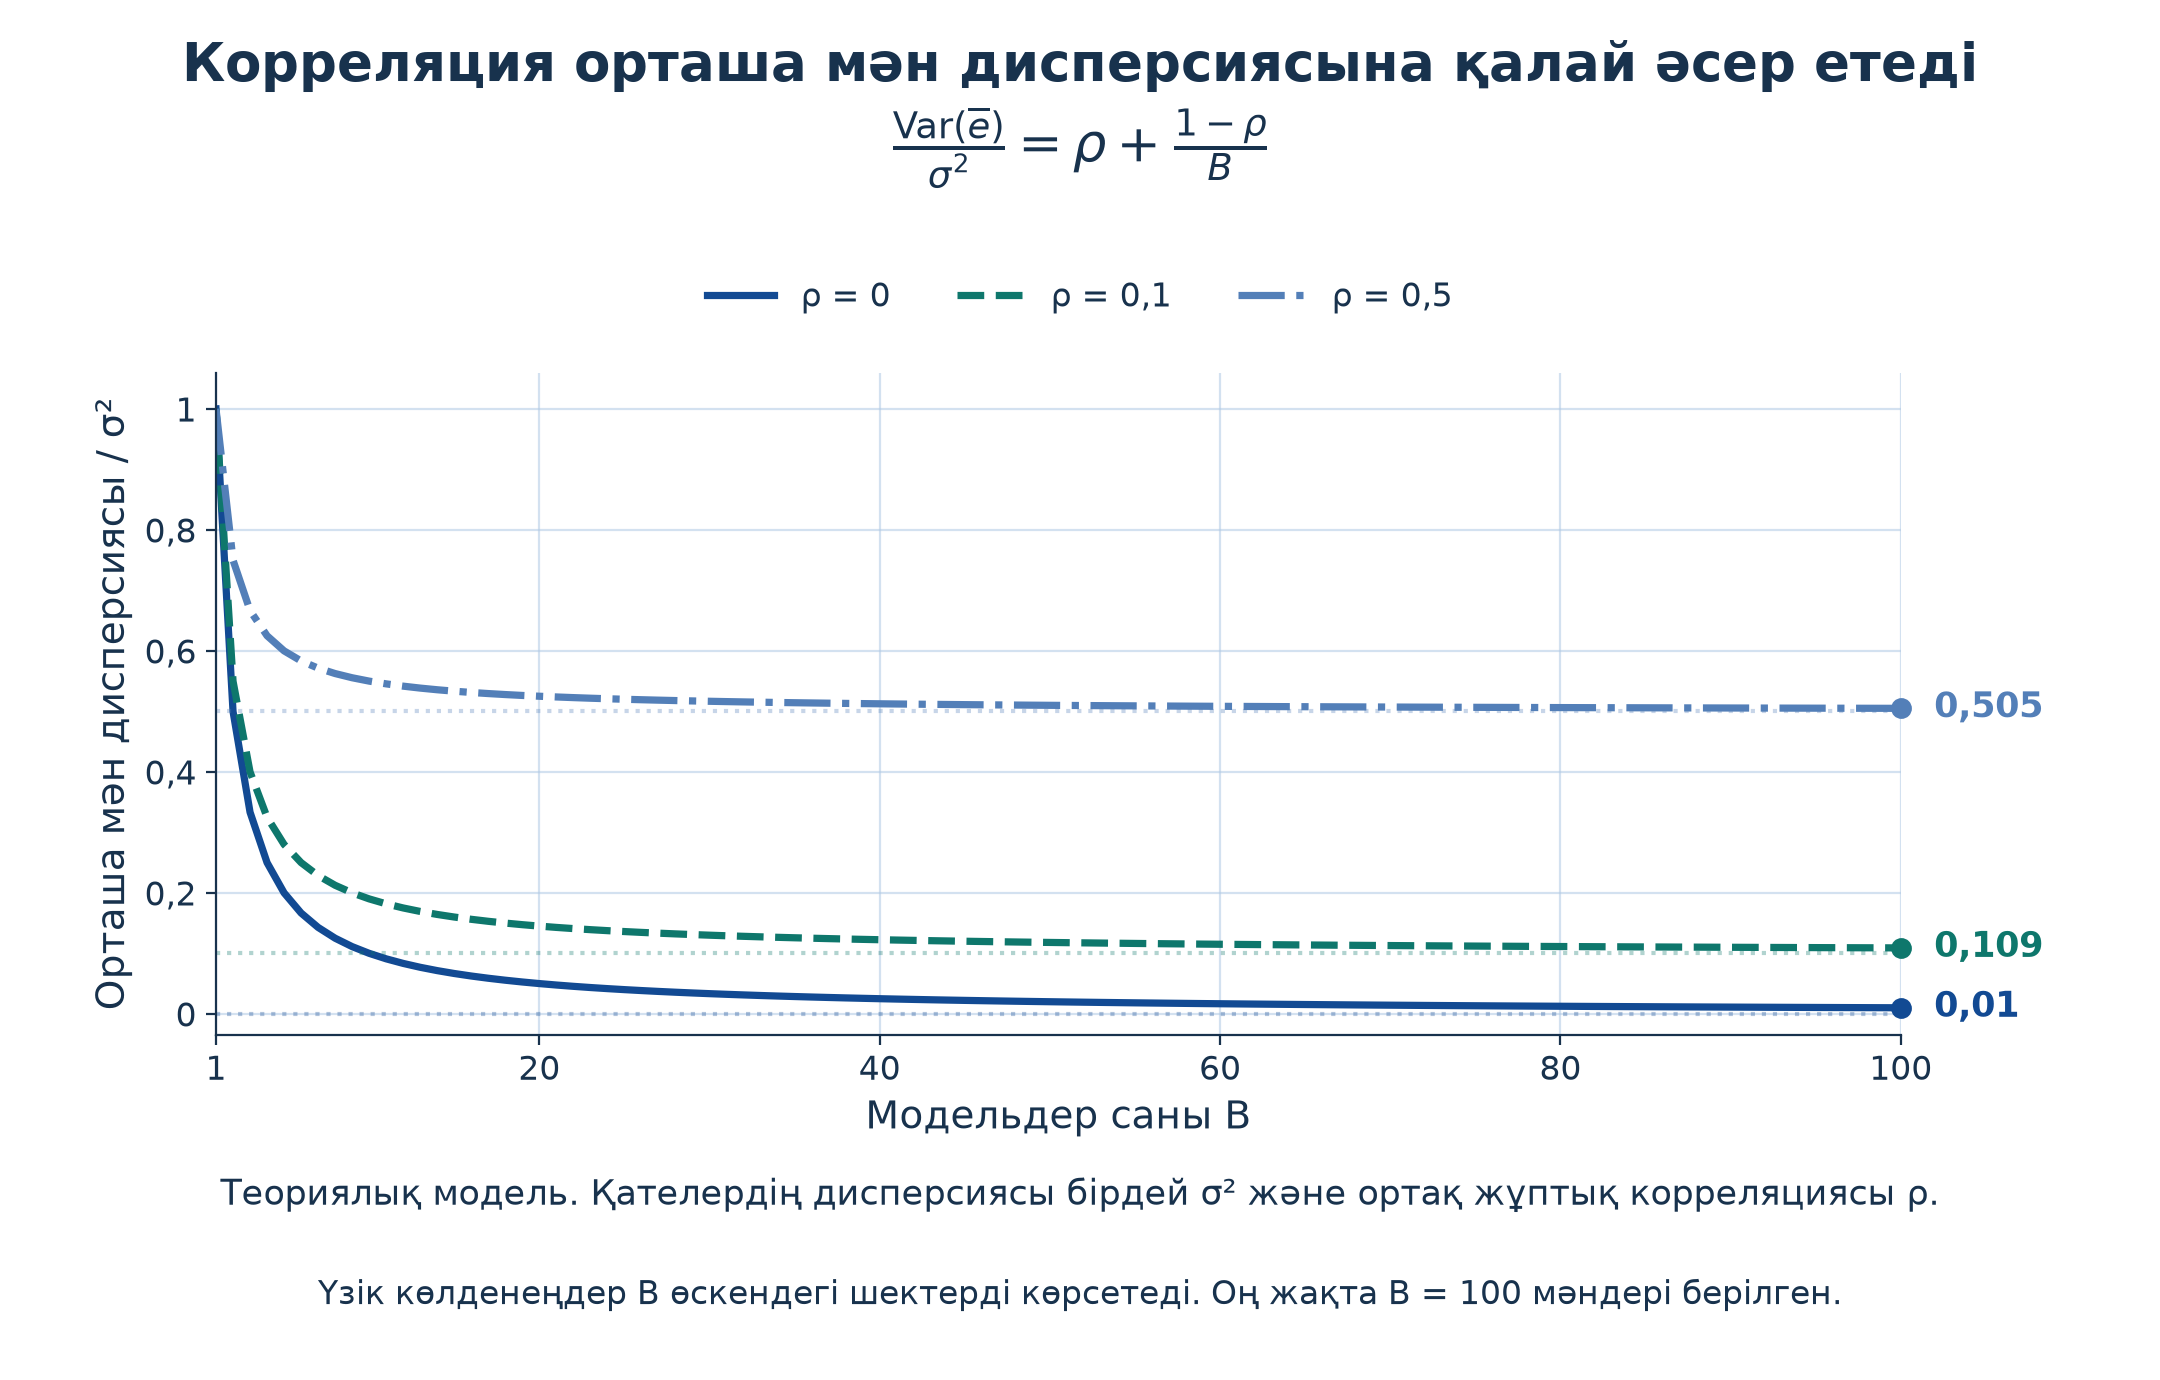 Корреляция орташа мән дисперсиясына қалай әсер етеді
Var(e̅)/σ² = ρ + (1 − ρ)/B
ρ = 0
ρ = 0,1
ρ = 0,5
Орташа мән дисперсиясы / σ²
1
0,8
0,6
0,4
0,2
0
0,505
0,109
0,01
1 20 40 60 80 100
Модельдер саны B
Теориялық модель. Қателердің дисперсиясы бірдей σ² және ортақ жұптық корреляциясы ρ.
Үзік көлденеңдер B өскендегі шектерді көрсетеді. Оң жақта B = 100 мәндері берілген.